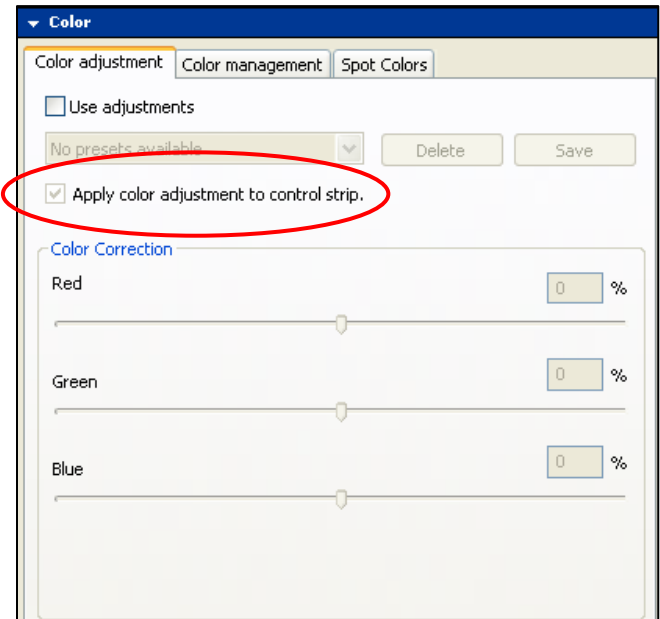 Color
Color adjustment Color management Spot Colors
Use adjustments
No presets available Delete Save
Apply color adjustment to control strip.
Color Correction
Red 0 %
Green 0 %
Blue 0 %